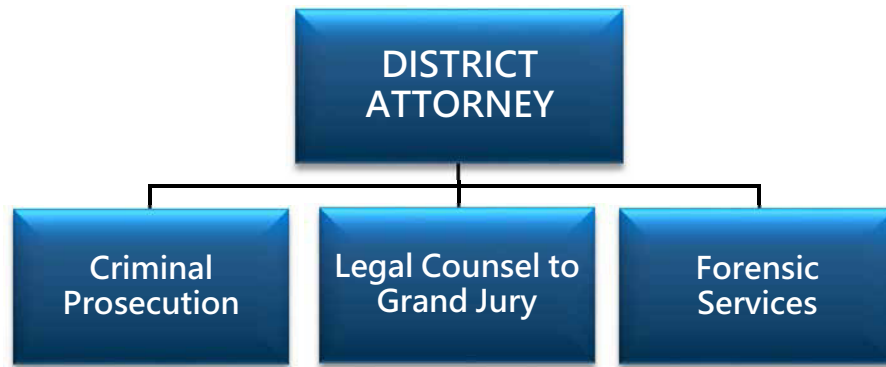 DISTRICT
ATTORNEY
Criminal
Prosecution
Legal Counsel to
Grand Jury
Forensic
Services